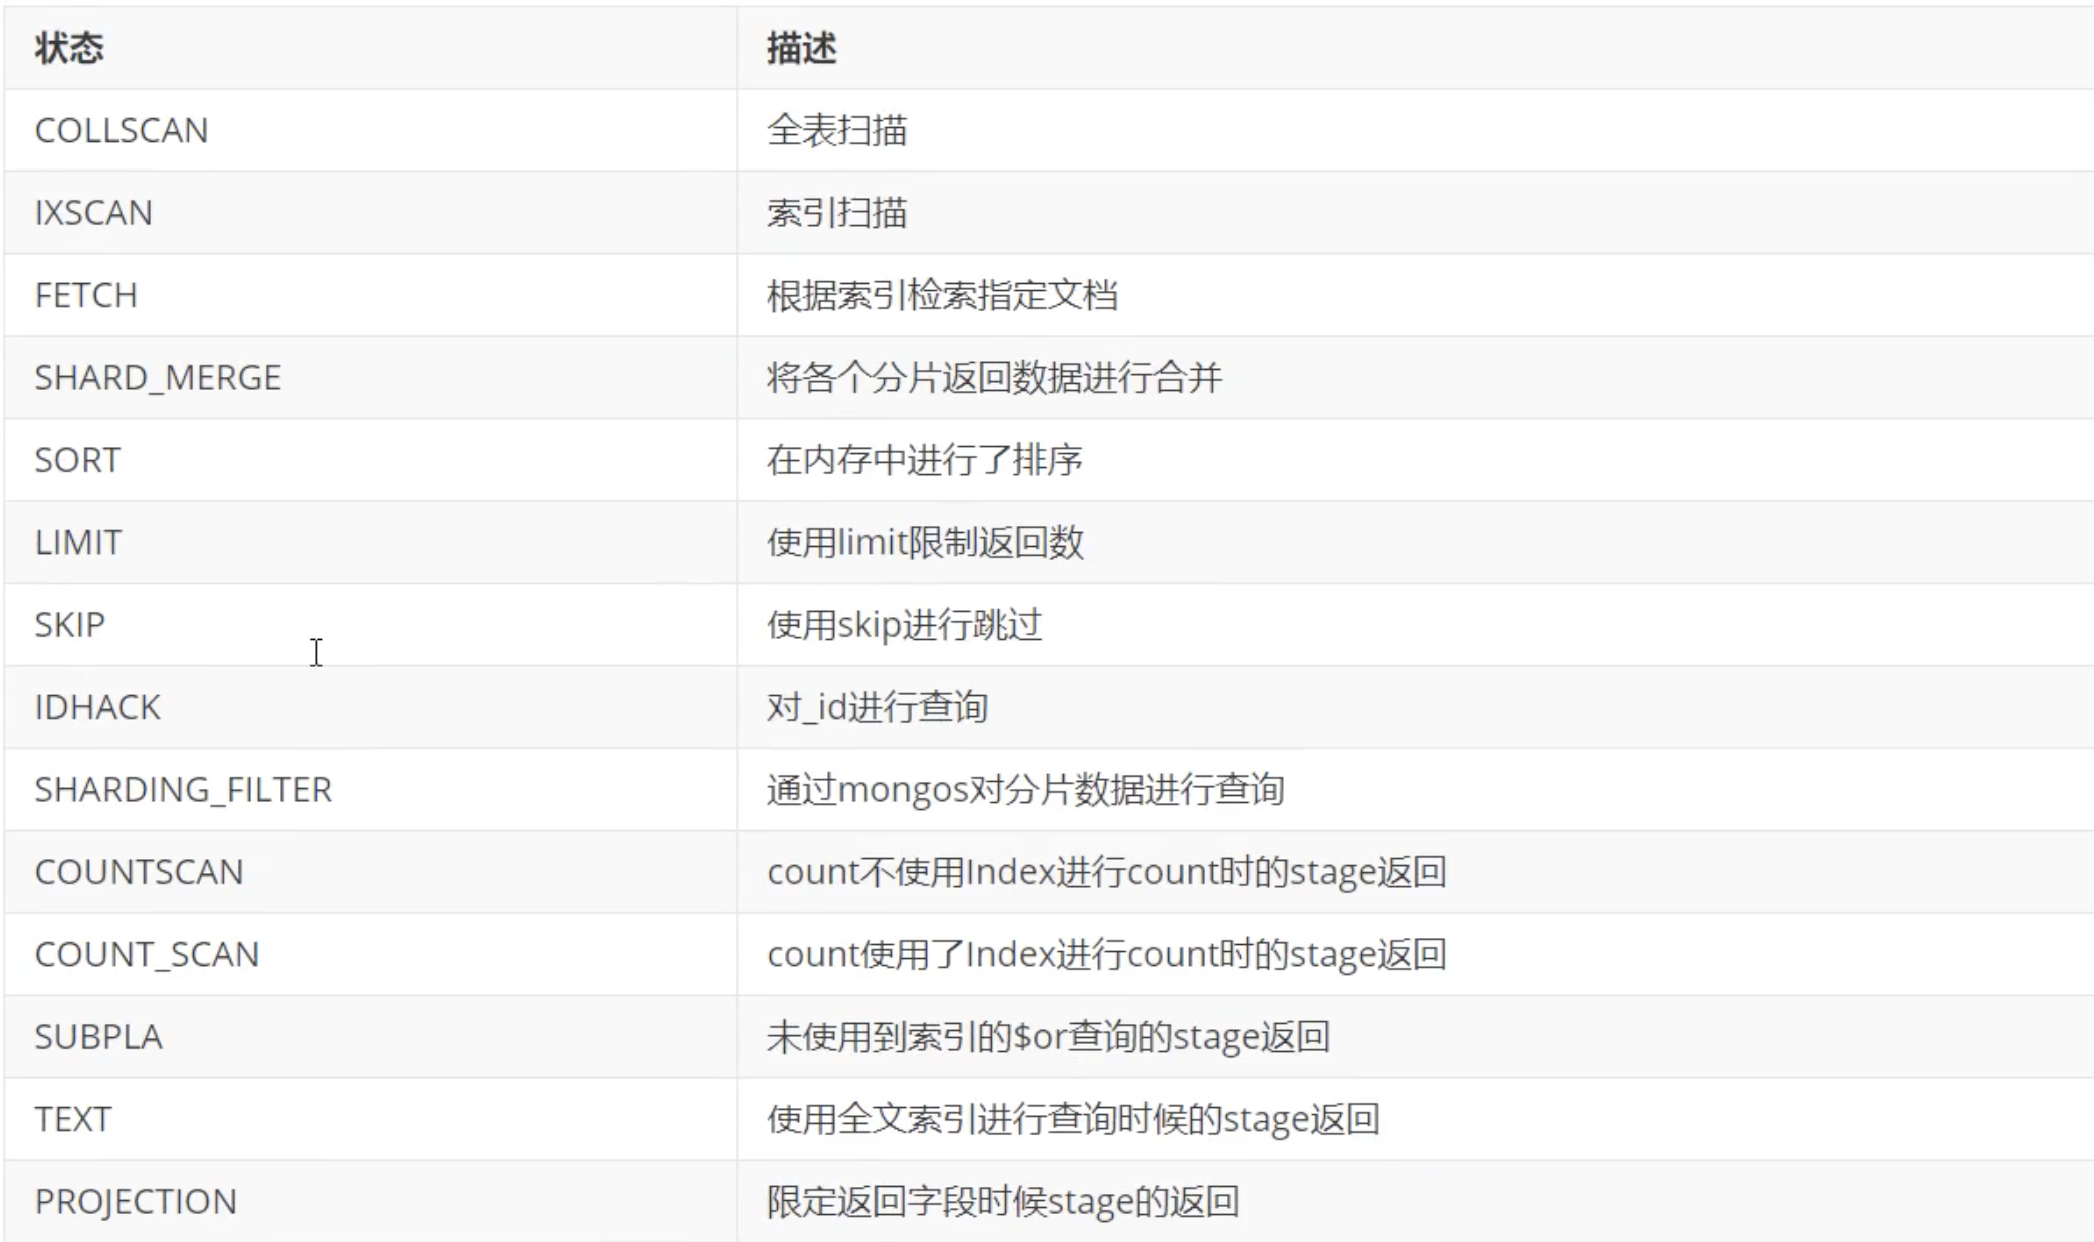 状态 描述
COLLSCAN 全表扫描
IXSCAN 索引扫描
FETCH 根据索引检索指定文档
SHARD_MERGE 将各个分片返回数据进行合并
SORT 在内存中进行了排序
LIMIT 使用limit限制返回数
SKIP 使用skip进行跳过
IDHACK 对_id进行查询
SHARDING_FILTER 通过mongos对分片数据进行查询
COUNTSCAN count不使用Index进行count时的stage返回
COUNT_SCAN count使用了Index进行count时的stage返回
SUBPLA 未使用到索引的$or查询的stage返回
TEXT 使用全文索引进行查询时候的stage返回
PROJECTION 限定返回字段时候stage的返回